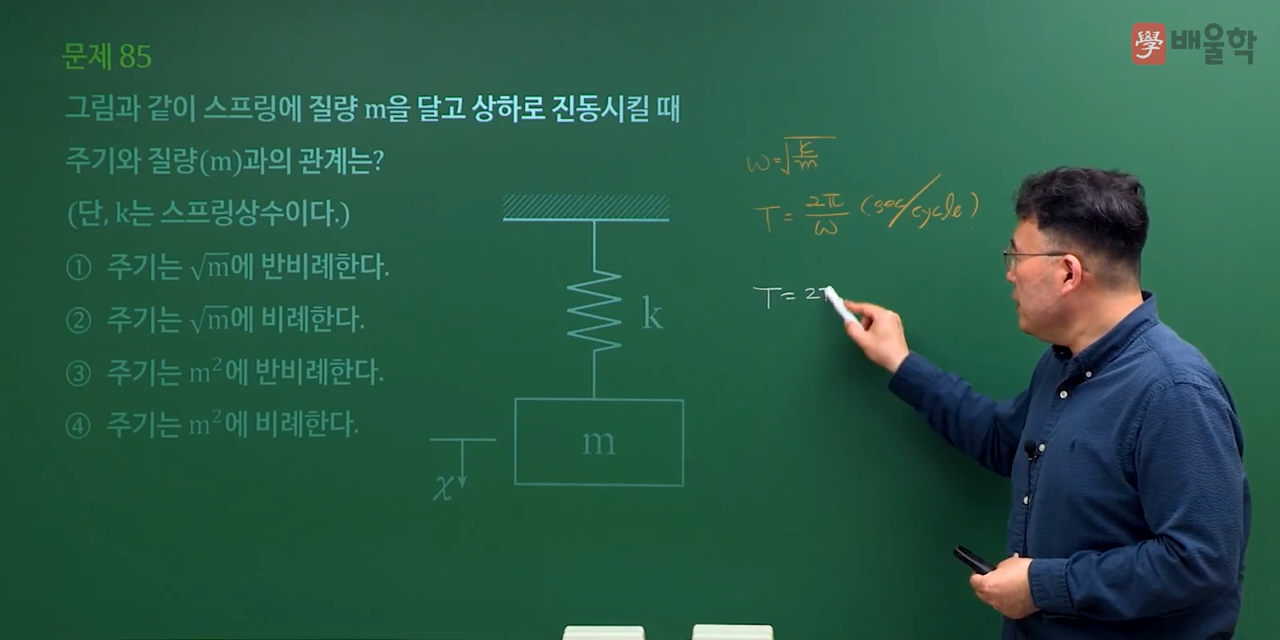 學 배울학
문제 85
그림과 같이 스프링에 질량 m을 달고 상하로 진동시킬 때
주기와 질량(m)과의 관계는?
(단, k는 스프링상수이다.)
① 주기는 √m에 반비례한다.
② 주기는 √m에 비례한다.
③ 주기는 m²에 반비례한다.
④ 주기는 m²에 비례한다.
k
m
x
ω=√(k/m)
T = 2π/ω (sec/cycle)
T = 2π